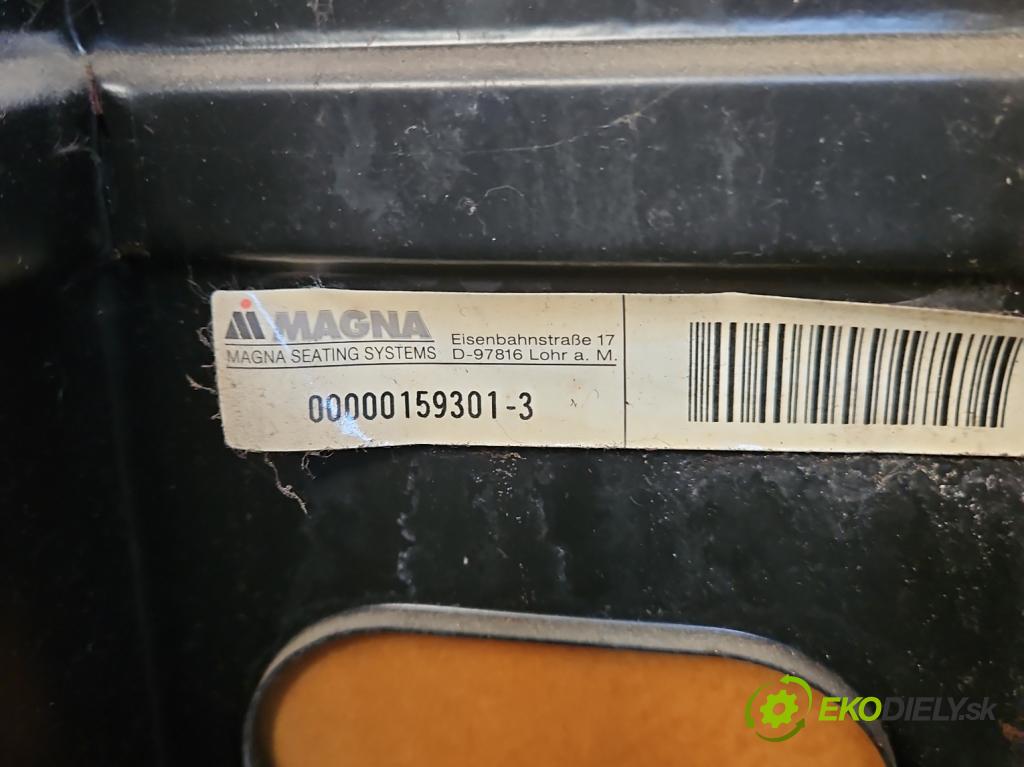 MAGNA
MAGNA SEATING SYSTEMS
Eisenbahnstraße 17
D-97816 Lohr a. M.
00000159301-3
EKODIELY.sk